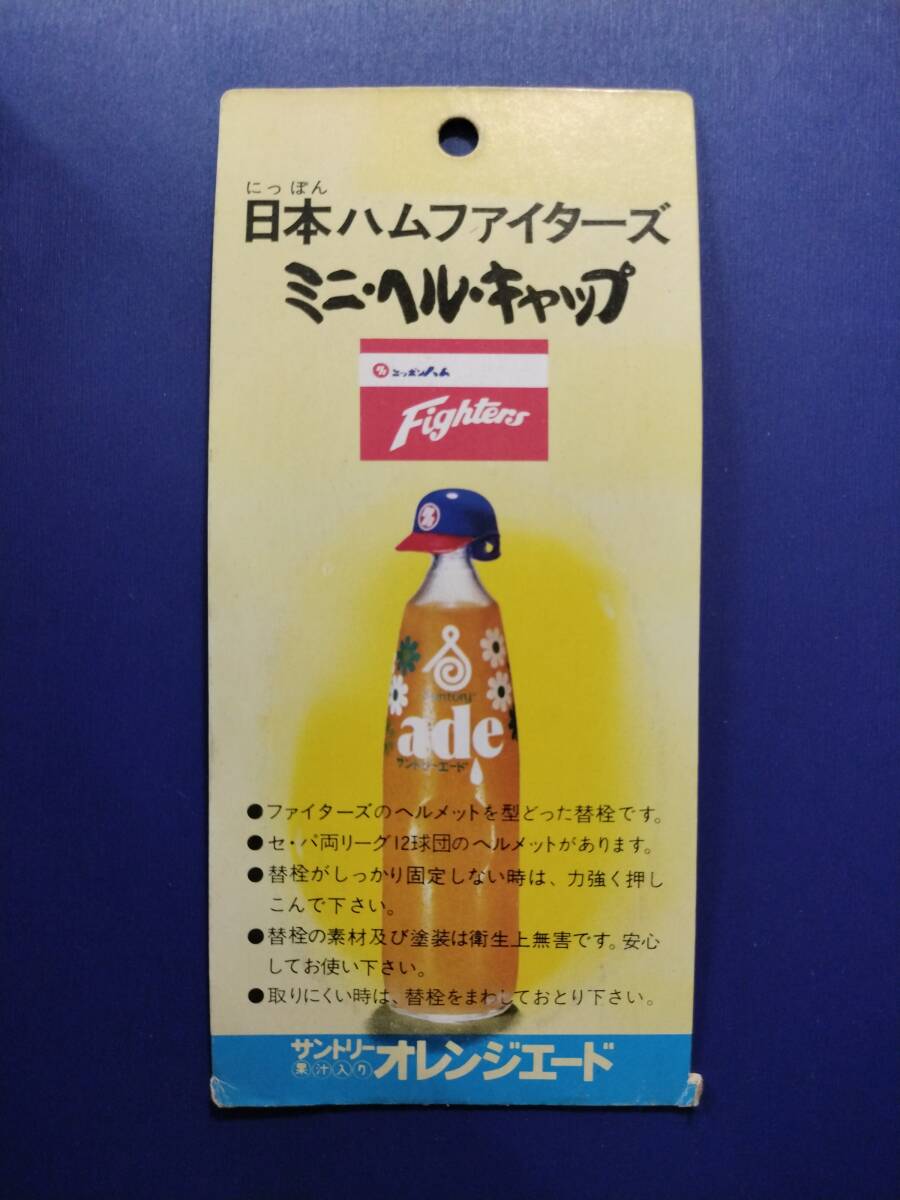 にっぽん
日本ハムファイターズ
ミニ・ヘル・キャップ
ニッポンハム
Fighters
Suntory
ade
サントリーエード
●ファイターズのヘルメットを型どった替栓です。
●セ・パ両リーグ12球団のヘルメットがあります。
●替栓がしっかり固定しない時は、力強く押し
こんで下さい。
●替栓の素材及び塗装は衛生上無害です。安心
してお使い下さい。
●取りにくい時は、替栓をまわしておとり下さい。
サントリー
果汁入り
オレンジエード